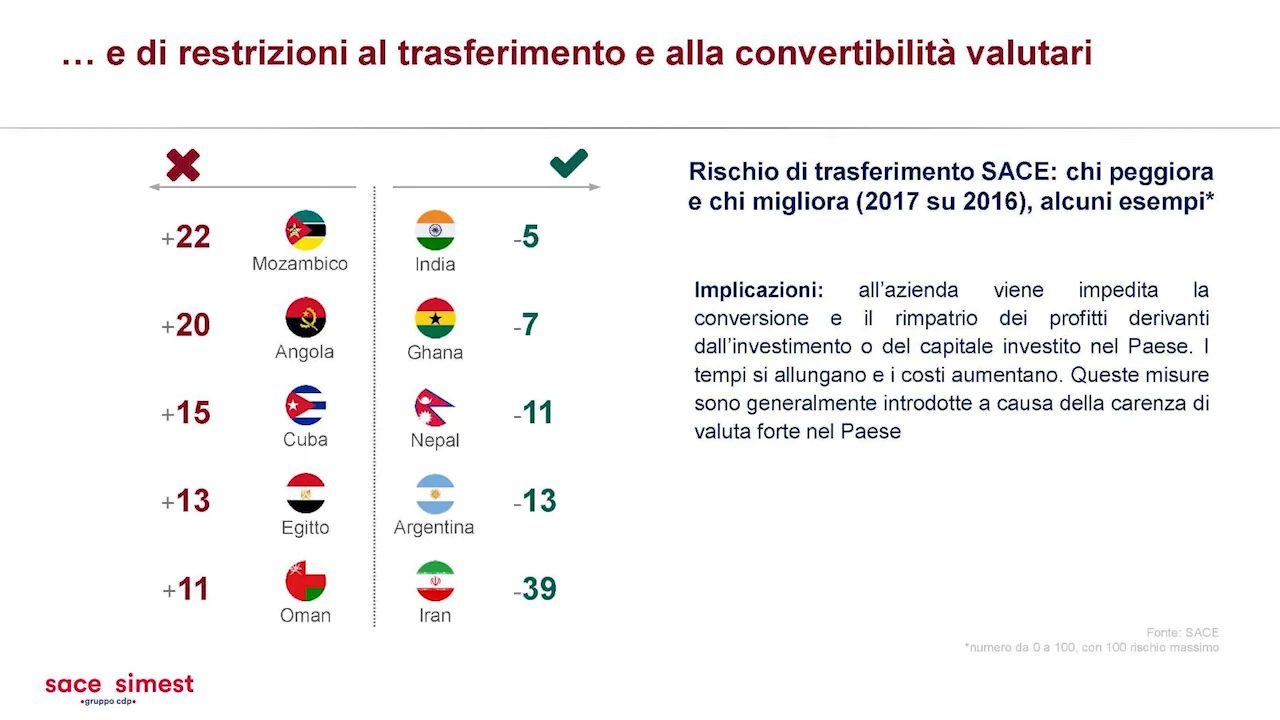 … e di restrizioni al trasferimento e alla convertibilità valutari
+22
Mozambico
India
-5
+20
Angola
Ghana
-7
+15
Cuba
Nepal
-11
+13
Egitto
Argentina
-13
+11
Oman
Iran
-39
Rischio di trasferimento SACE: chi peggiora
e chi migliora (2017 su 2016), alcuni esempi*
Implicazioni: all’azienda viene impedita la
conversione e il rimpatrio dei profitti derivanti
dall’investimento o del capitale investito nel Paese. I
tempi si allungano e i costi aumentano. Queste misure
sono generalmente introdotte a causa della carenza di
valuta forte nel Paese
Fonte: SACE
*numero da 0 a 100, con 100 rischio massimo
sace simest
•gruppo cdp•